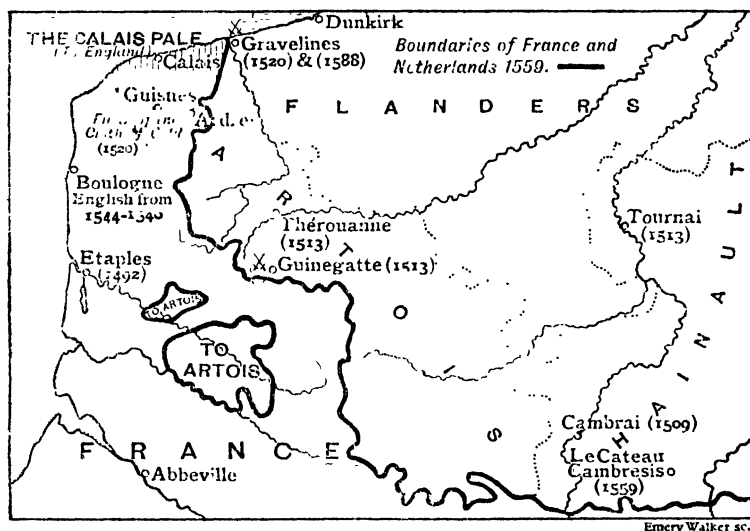 Dunkirk
THE CALAIS PALE
Calais
Gravelines
(1520) & (1588)
Boundaries of France and
Netherlands 1559.
Guisnes
(1520)
FLANDERS
ARTOIS
Boulogne
English from
Thérouanne
(1513)
Guinegatte (1513)
Tournai
(1513)
Etaples
(1492)
TO ARTOIS
TO
ARTOIS
HAINAULT
Cambrai (1509)
Le Cateau
Cambresis
(1559)
FRANCE
Abbeville
Emery Walker sc.